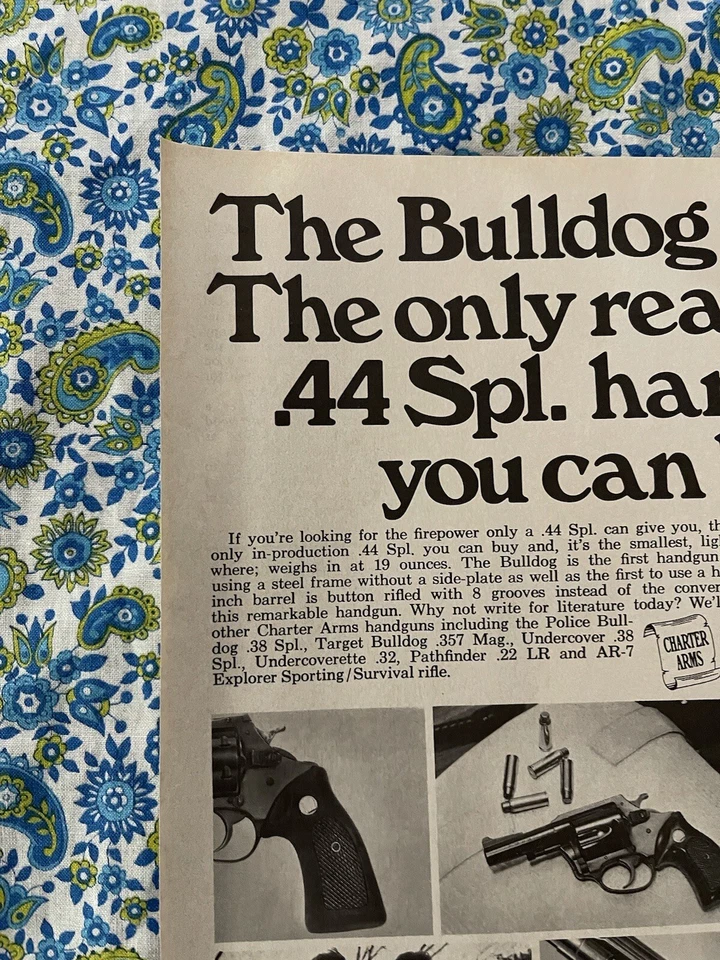 The Bulldog
The only rea
.44 Spl. har
you can
If you're looking for the firepower only a .44 Spl. can give you, th
only in-production .44 Spl. you can buy and, it's the smallest, ligh
where; weighs in at 19 ounces. The Bulldog is the first handgun
using a steel frame without a side-plate as well as the first to use a h
inch barrel is button rifled with 8 grooves instead of the conven
this remarkable handgun. Why not write for literature today? We'l
other Charter Arms handguns including the Police Bull-
dog .38 Spl., Target Bulldog .357 Mag., Undercover .38
Spl., Undercoverette .32, Pathfinder .22 LR and AR-7
Explorer Sporting/Survival rifle.
CHARTER
ARMS